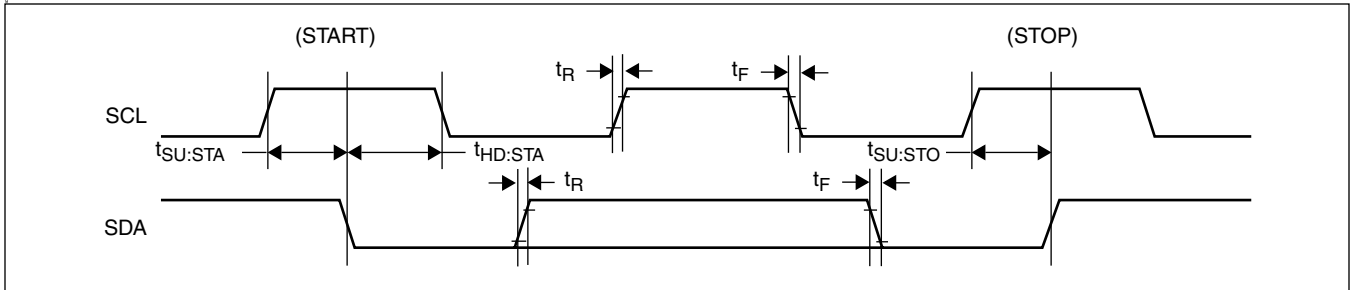 (START) (STOP)
tR tF
SCL
tSU:STA tHD:STA tSU:STO
tR tF
SDA